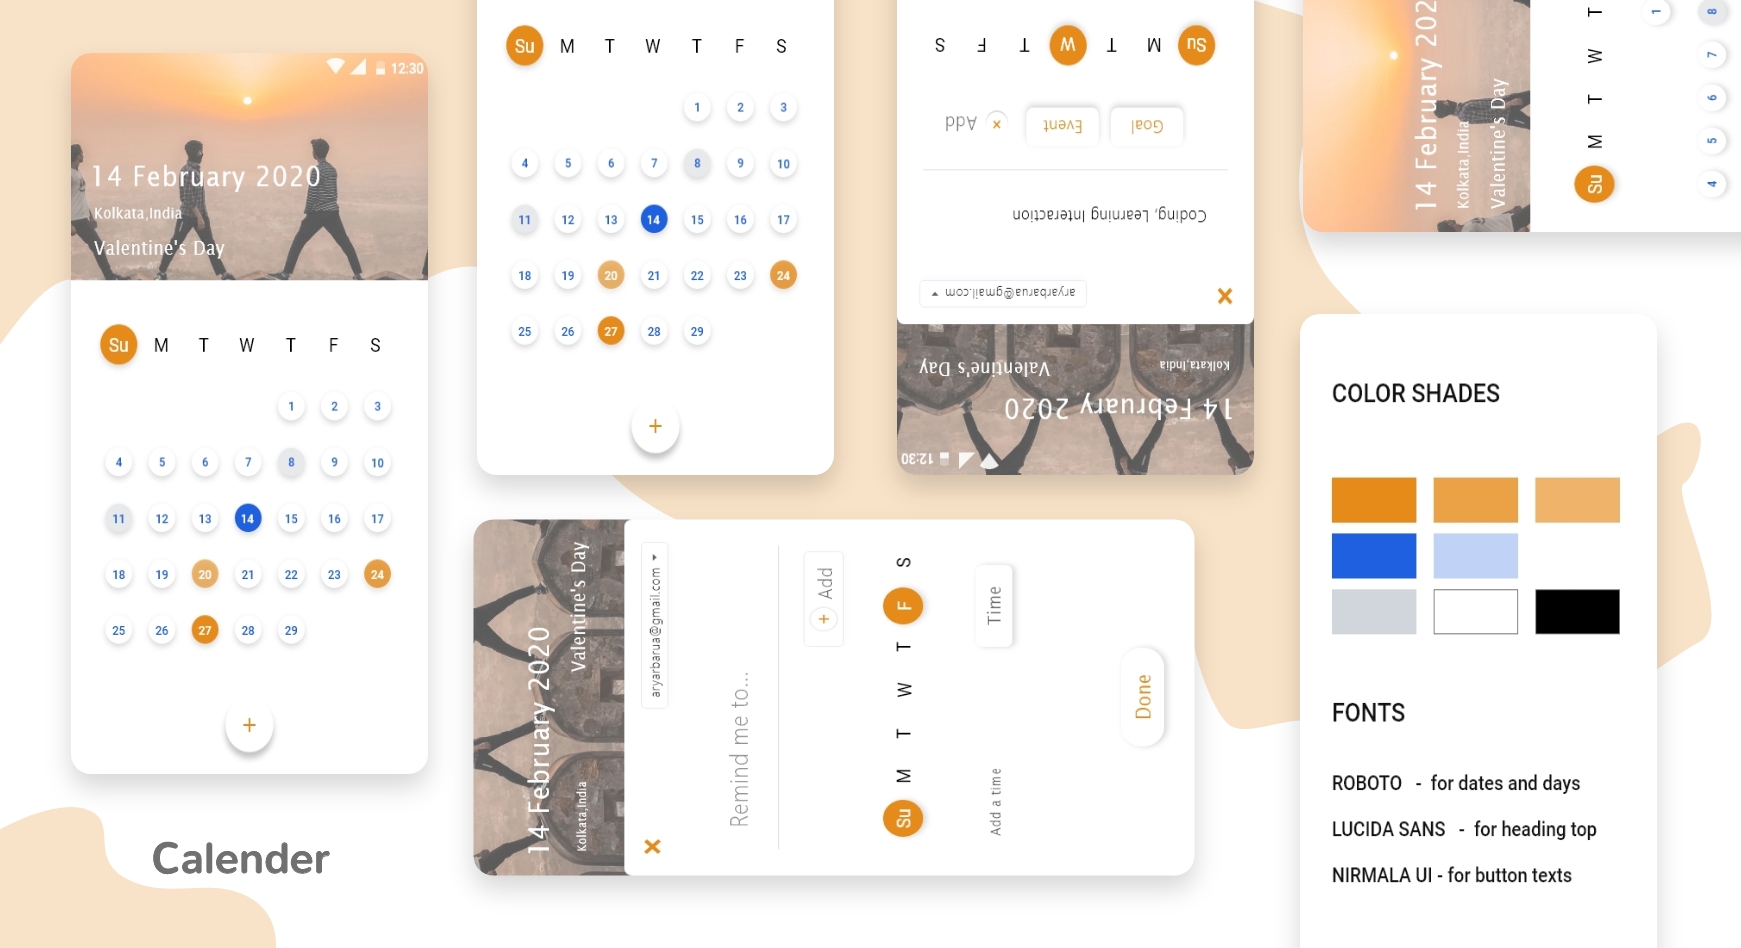 12:30
14 February 2020
Kolkata,India
Valentine's Day
Su M T W T F S
1 2 3
4 5 6 7 8 9 10
11 12 13 14 15 16 17
18 19 20 21 22 23 24
25 26 27 28 29
+
Calender
Su M T W T F S
1 2 3
4 5 6 7 8 9 10
11 12 13 14 15 16 17
18 19 20 21 22 23 24
25 26 27 28 29
+
12:30
14 February 2020
Kolkata,India Valentine's Day
aryabarua@gmail.com
Coding, Learning Interaction
Goal Event × Add
Su M T W T F S
14 February 2020
Kolkata,India Valentine's Day
aryarbarua@gmail.com
Remind me to...
+ Add
Su M T W T F S
Add a time Time
Done
14 February 202
Kolkata,India
Valentine's Day
Su M T W T
1
4 5 6 7 8
COLOR SHADES
FONTS
ROBOTO - for dates and days
LUCIDA SANS - for heading top
NIRMALA UI - for button texts